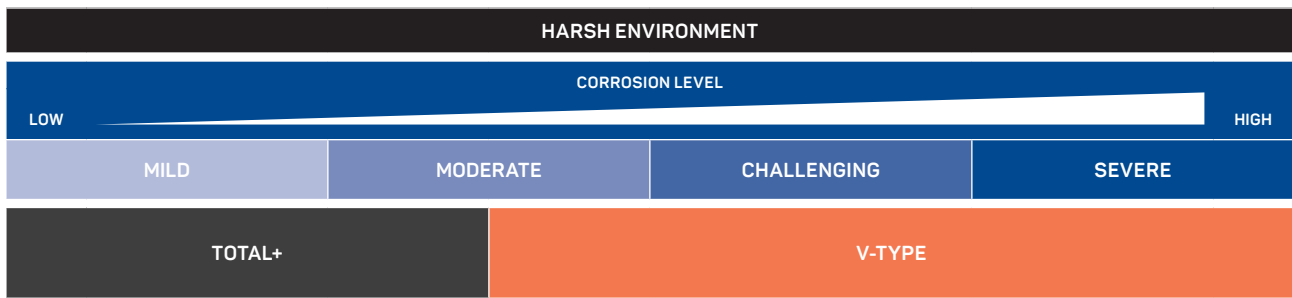 HARSH ENVIRONMENT
CORROSION LEVEL
LOW
HIGH
MILD
MODERATE
CHALLENGING
SEVERE
TOTAL+
V-TYPE